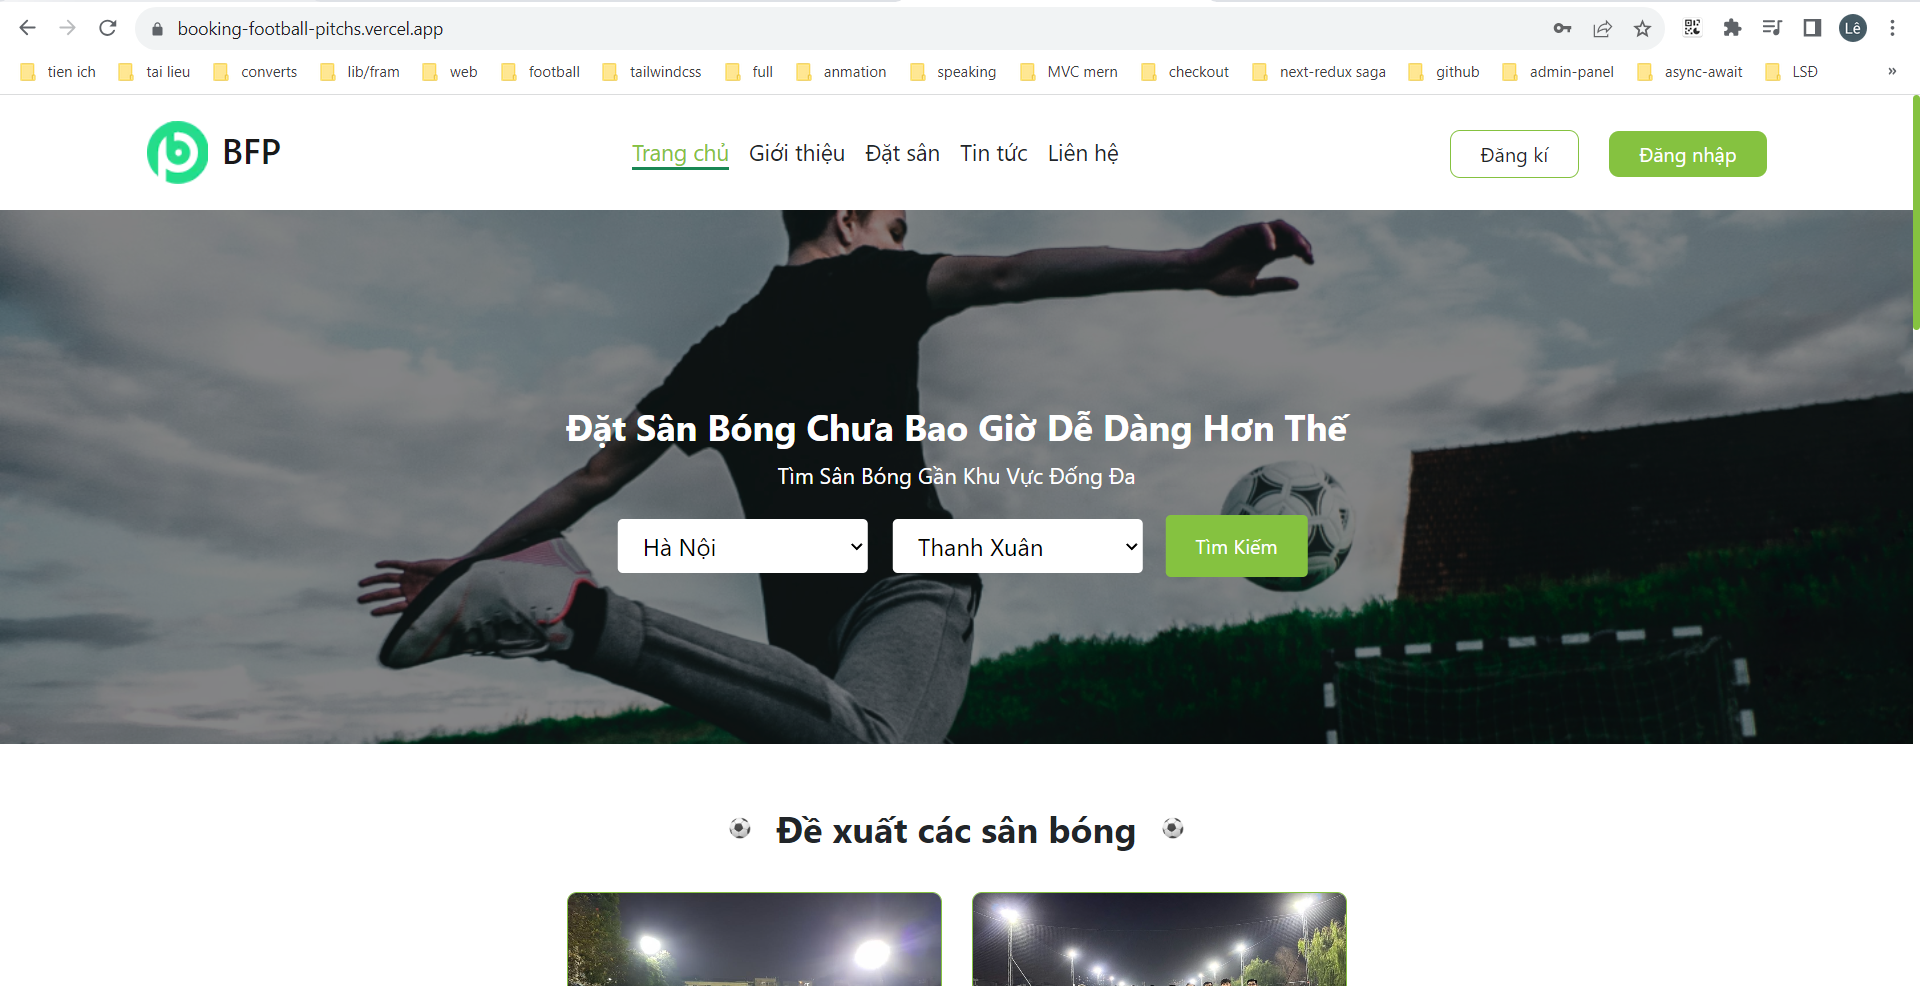 booking-football-pitchs.vercel.app
Lê
tien ich tai lieu converts lib/fram web football tailwindcss full anmation speaking MVC mern checkout next-redux saga github admin-panel async-await LSĐ »
BFP Trang chủ Giới thiệu Đặt sân Tin tức Liên hệ Đăng kí Đăng nhập
Đặt Sân Bóng Chưa Bao Giờ Dễ Dàng Hơn Thế
Tìm Sân Bóng Gần Khu Vực Đống Đa
Hà Nội Thanh Xuân Tìm Kiếm
Đề xuất các sân bóng